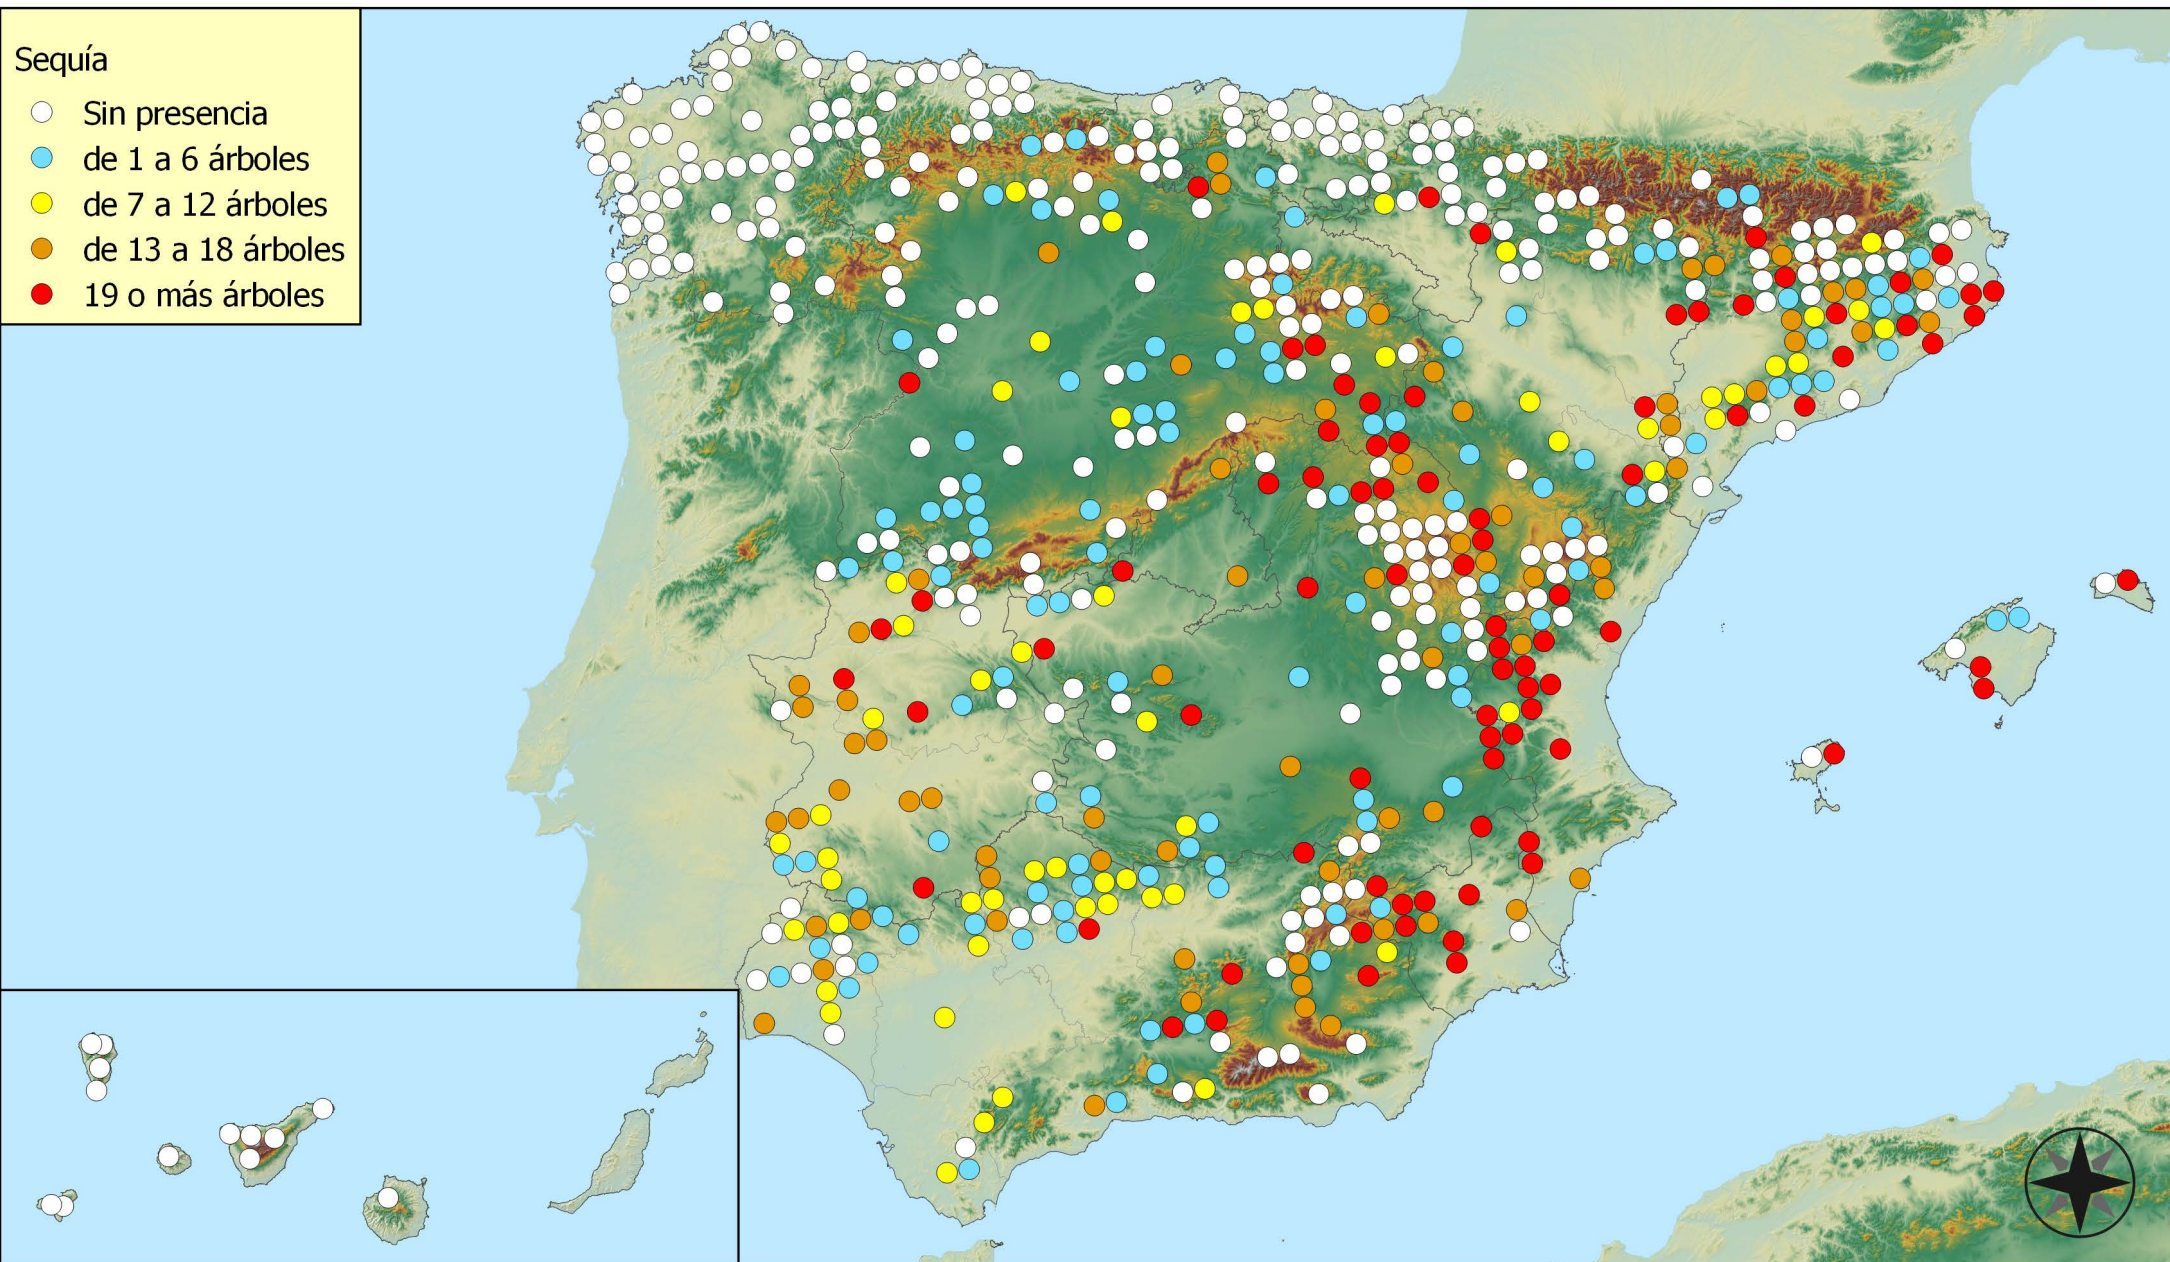 Sequía
Sin presencia
de 1 a 6 árboles
de 7 a 12 árboles
de 13 a 18 árboles
19 o más árboles